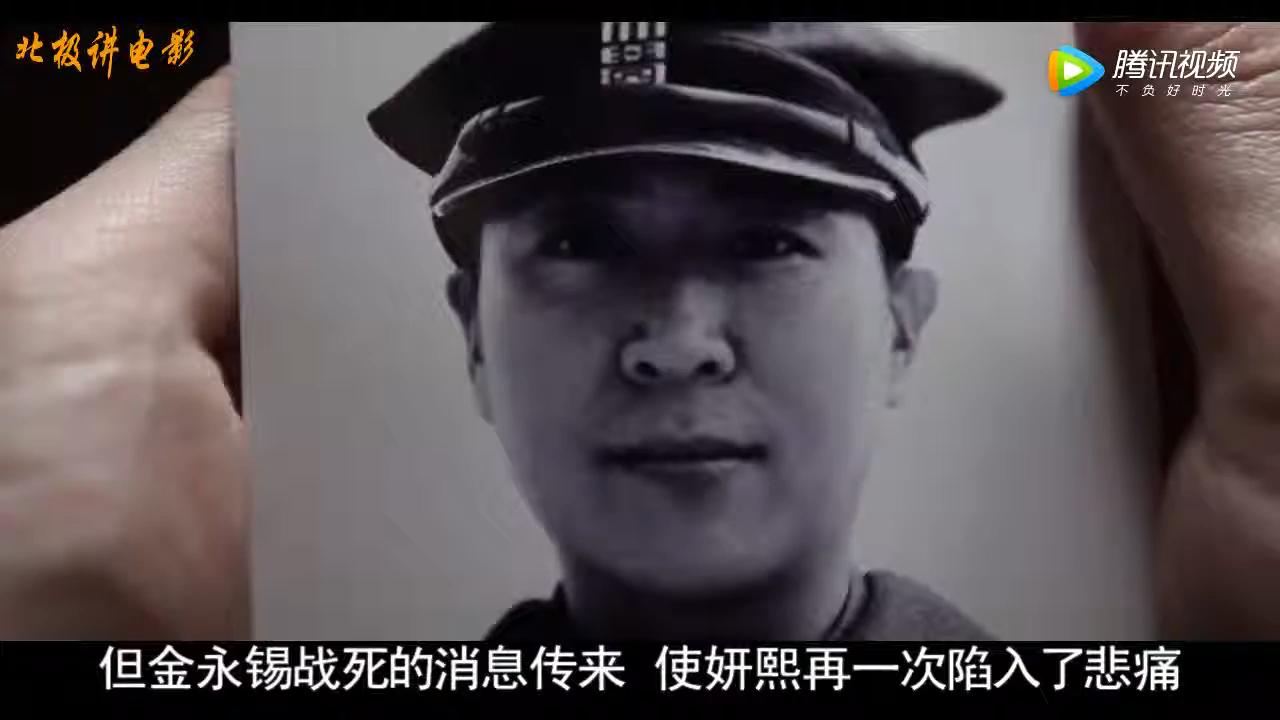 北极讲电影
腾讯视频
不负好时光
但金永锡战死的消息传来 使妍熙再一次陷入了悲痛